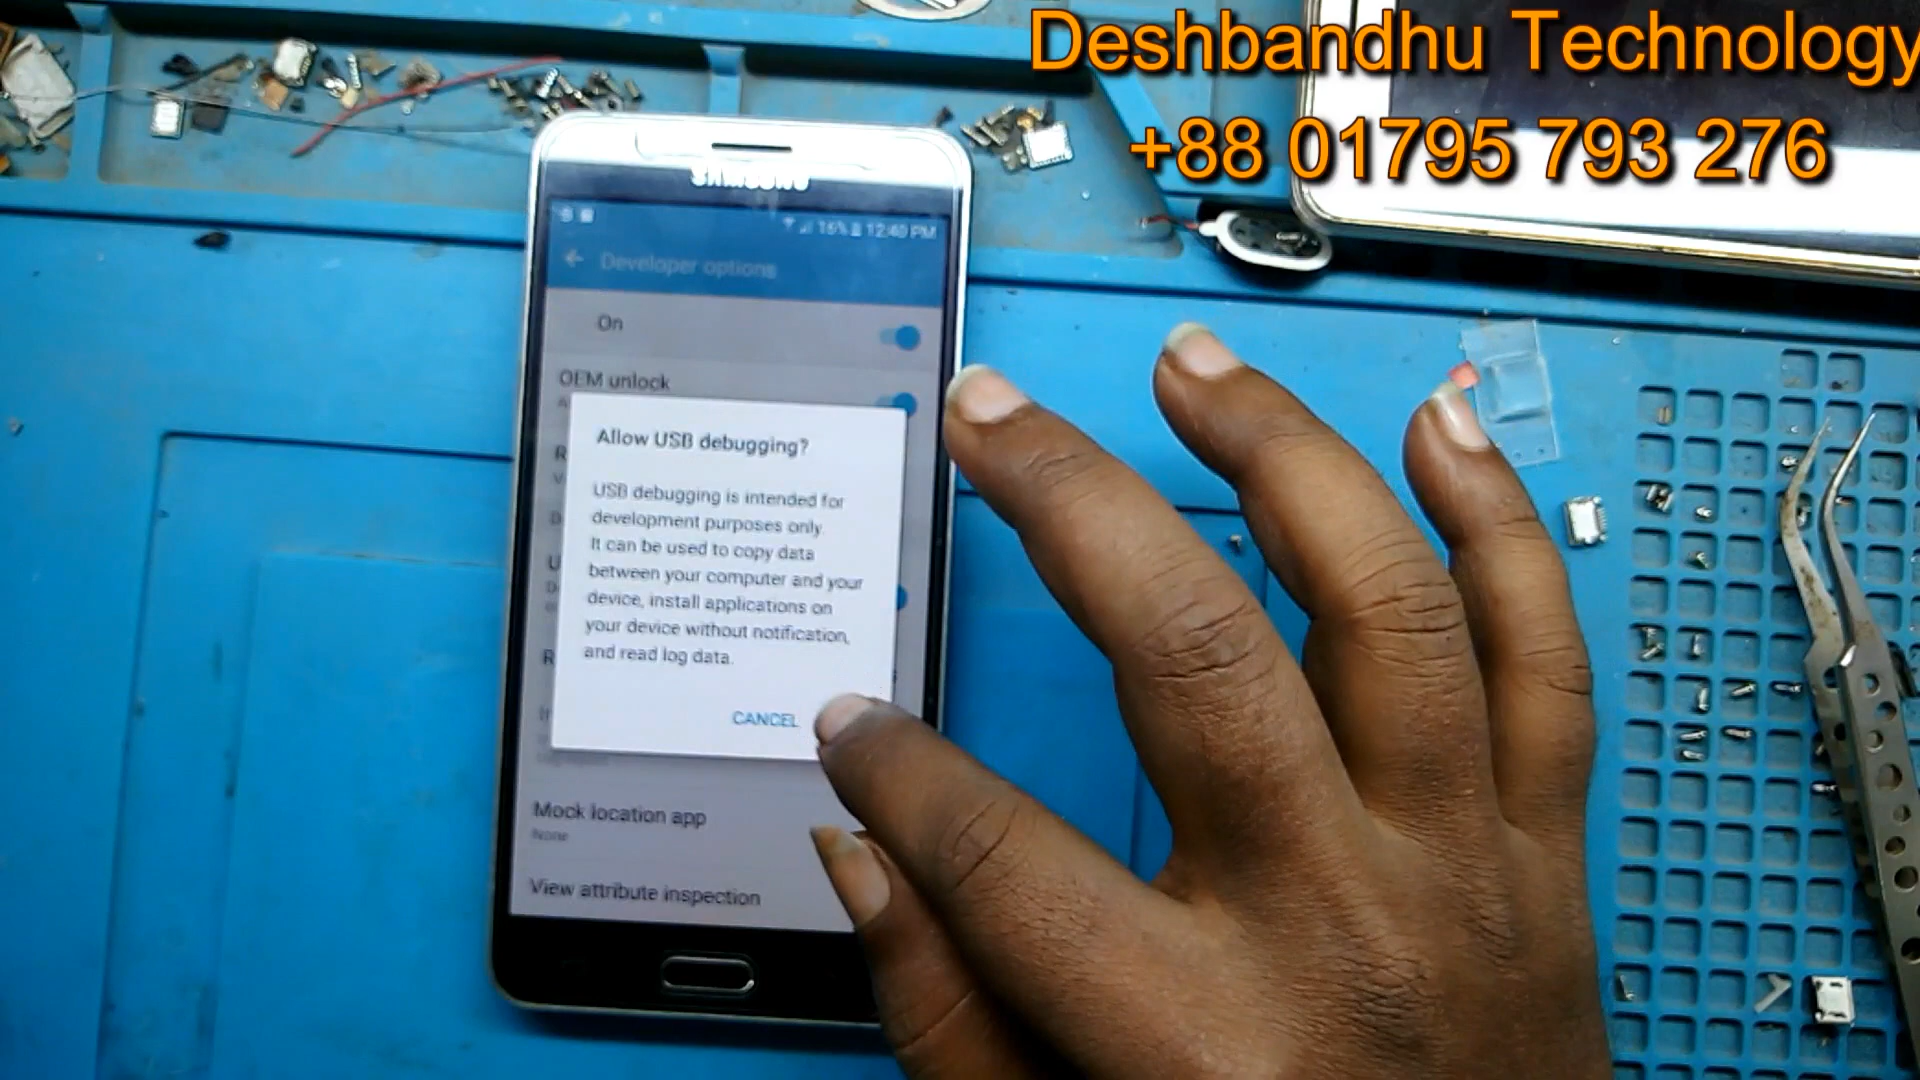 Deshbandhu Technology
+88 01795 793 276
SAMSUNG
16% 12:40 PM
Developer options
On
OEM unlock
Allow USB debugging?
USB debugging is intended for
development purposes only.
It can be used to copy data
between your computer and your
device, install applications on
your device without notification,
and read log data.
CANCEL
Mock location app
None
View attribute inspection